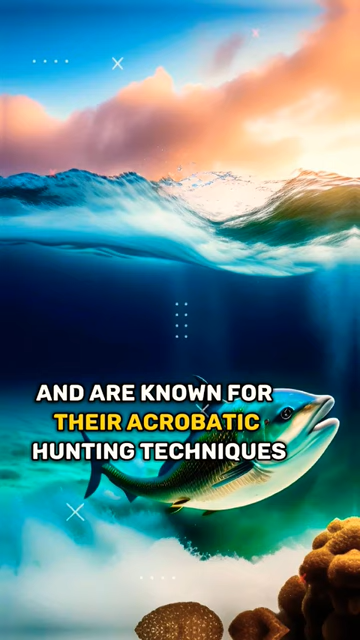 AND ARE KNOWN FOR
THEIR ACROBATIC
HUNTING TECHNIQUES